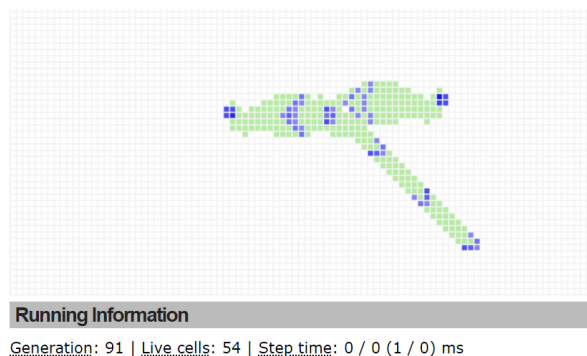 Running Information
Generation: 91 | Live cells: 54 | Step time: 0 / 0 (1 / 0) ms